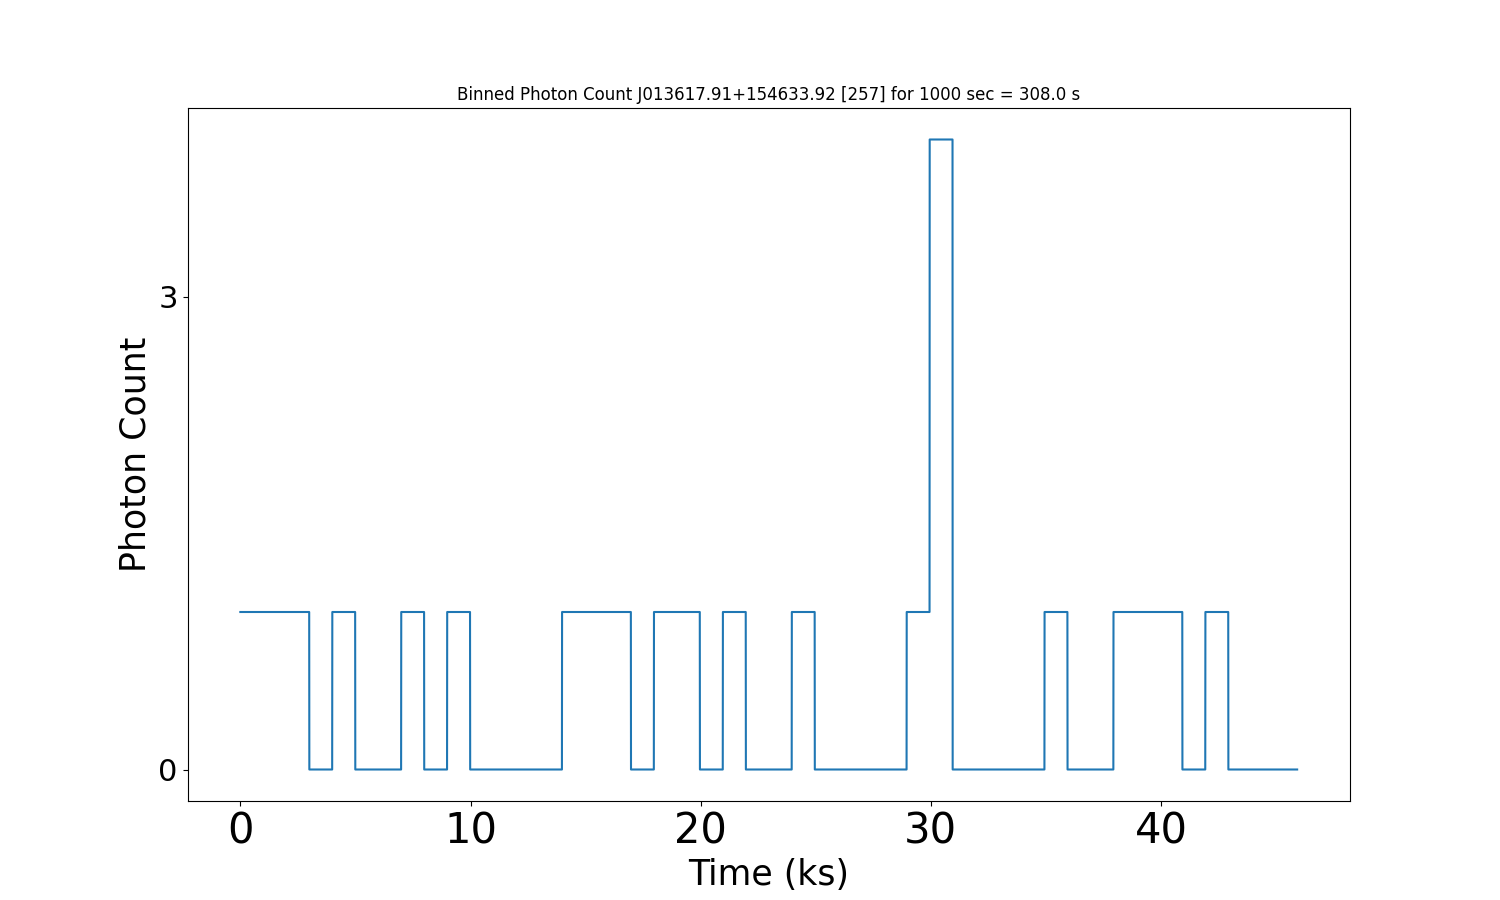 Binned Photon Count J013617.91+154633.92 [257] for 1000 sec = 308.0 s
3
0
Photon Count
0 10 20 30 40
Time (ks)